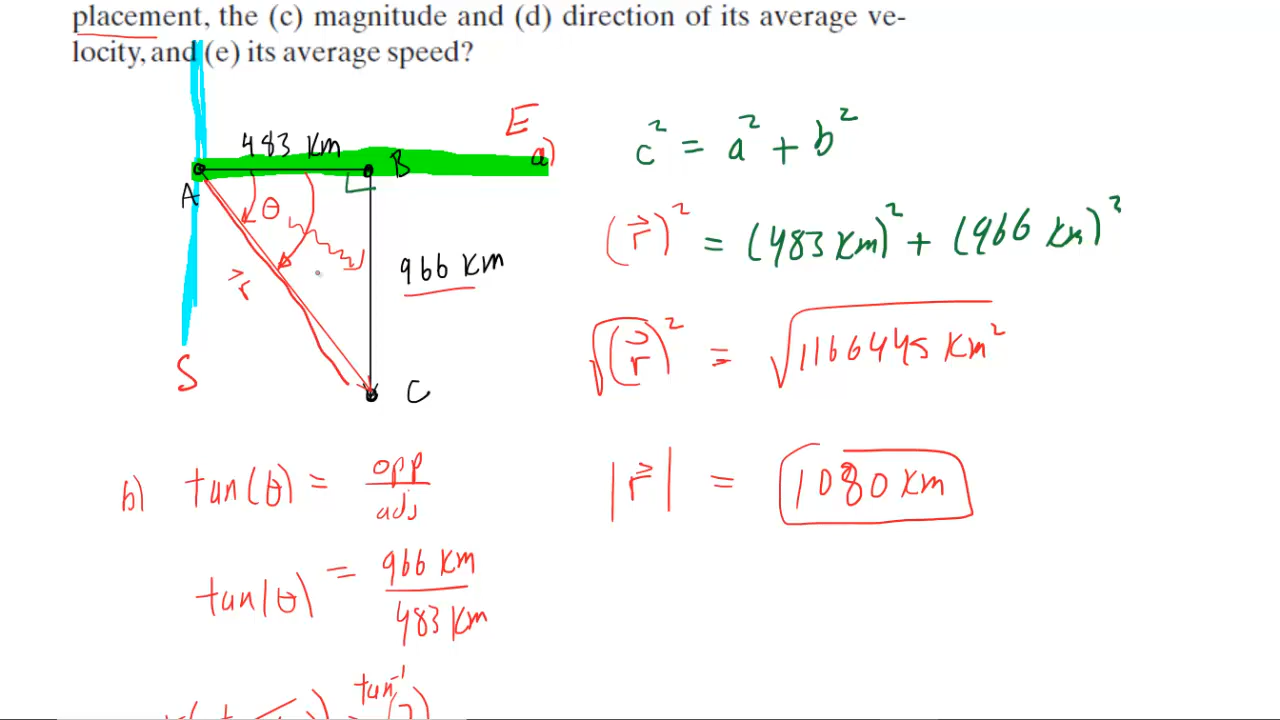 placement, the (c) magnitude and (d) direction of its average ve-
locity, and (e) its average speed?
E
a)
483 Km
B
A
θ
r⃗
966 Km
S
C
c² = a² + b²
(r⃗)² = (483 Km)² + (966 Km)²
√(r⃗)² = √1166445 Km²
|r⃗| = 1080 Km
b) tan(θ) = opp/adj
tan(θ) = 966 Km/483 Km
tan⁻¹